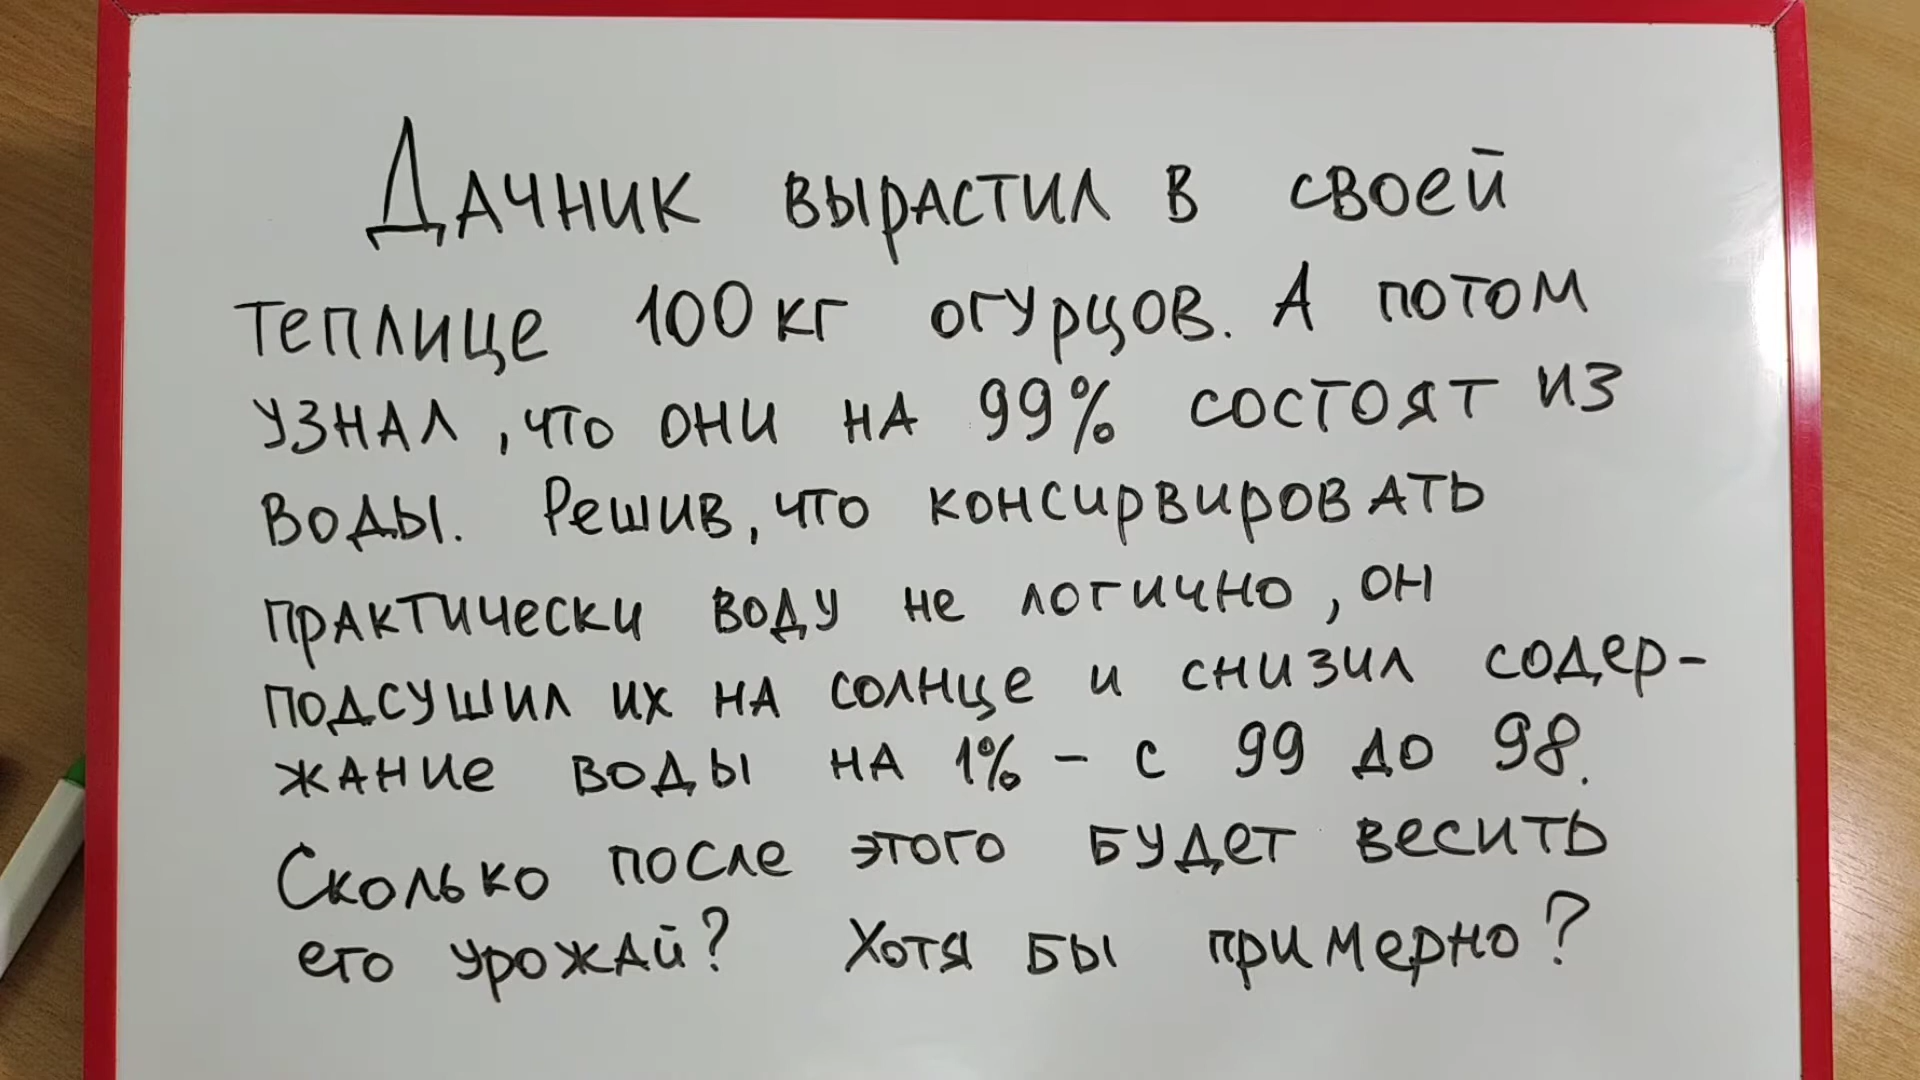 Дачник вырастил в своей
теплице 100 кг огурцов. А потом
узнал, что они на 99% состоят из
воды. Решив, что консирвировать
практически воду не логично, он
подсушил их на солнце и снизил содер-
жание воды на 1% - с 99 до 98.
Сколько после этого будет весить
его урожай? Хотя бы примерно?